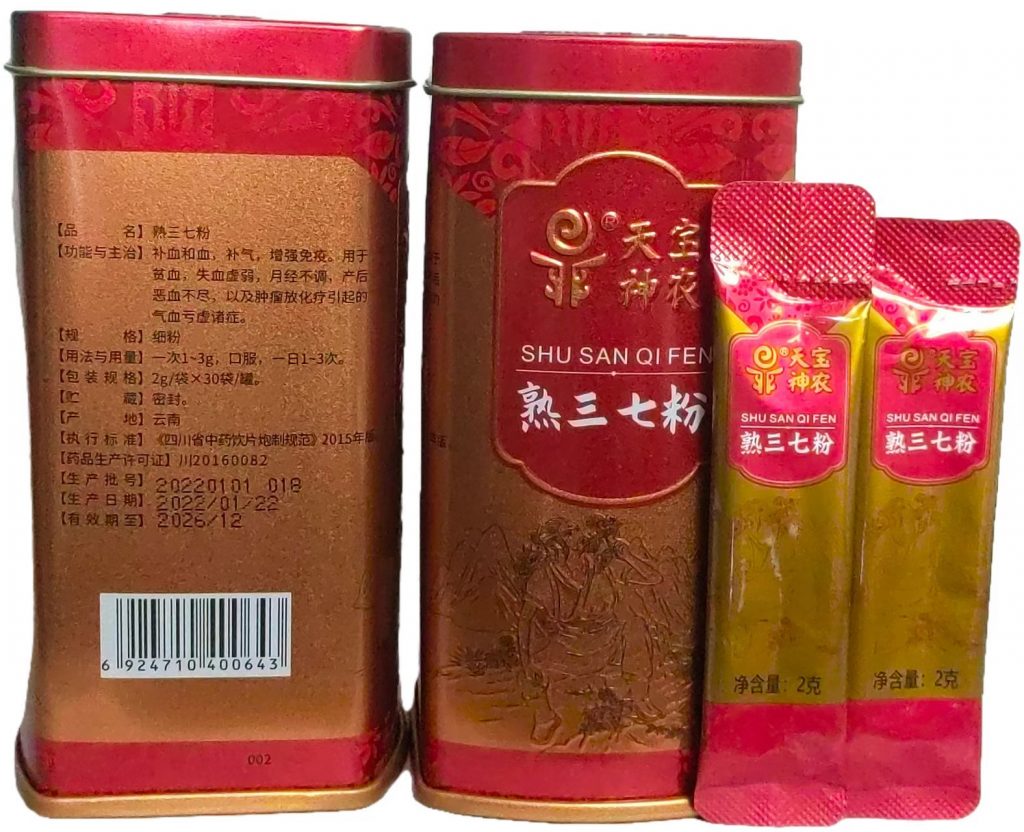 【品 名】熟三七粉
【功能与主治】补血和血，补气，增强免疫。用于
贫血，失血虚弱，月经不调，产后
恶血不尽，以及肿瘤放化疗引起的
气血亏虚诸症。
【规 格】细粉
【用法与用量】一次1~3g，口服，一日1~3次。
【包装规格】2g/袋×30袋/罐。
【贮 藏】密封。
【产 地】云南
【执行标准】《四川省中药饮片炮制规范》2015年版
【药品生产许可证】川20160082
【生产批号】20220101 018
【生产日期】2022/01/22
【有效期至】2026/12
6 924710 400643
002
®天宝
神农
SHU SAN QI FEN
熟三七粉
®天宝
神农
SHU SAN QI FEN
熟三七粉
净含量：2克
®天宝
神农
SHU SAN QI FEN
熟三七粉
净含量：2克